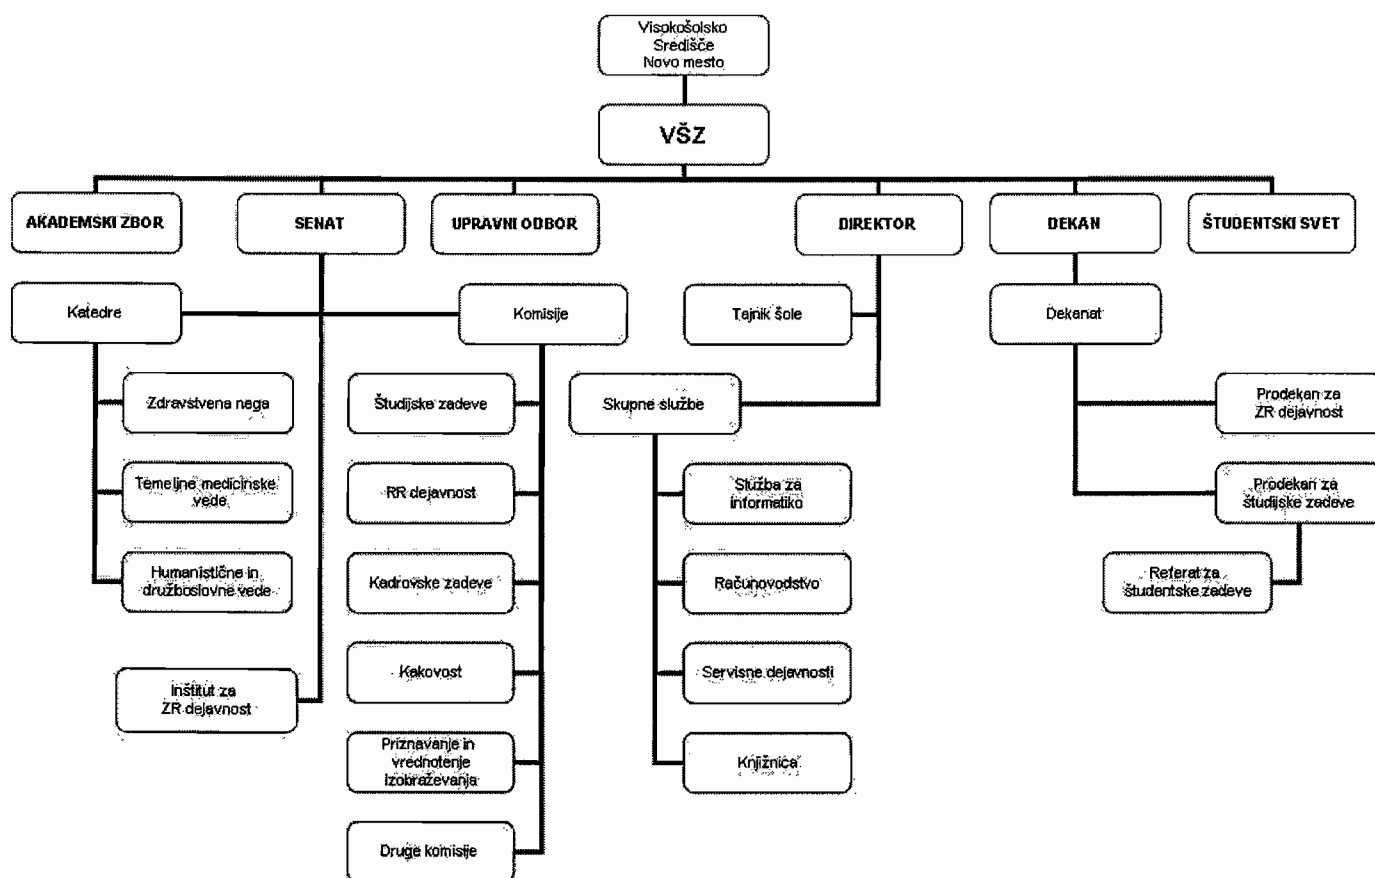 Visokošolsko
Središče
Novo mesto
VŠZ
AKADEMSKI ZBOR
SENAT
UPRAVNI ODBOR
DIREKTOR
DEKAN
ŠTUDENTSKI SVET
Katedre
Komisije
Tajnik šole
Dekanat
Zdravstvena nega
Študijske zadeve
Skupne službe
Prodekan za
ZR dejavnost
Temeljne medicinske
vede
RR dejavnost
Služba za
informatiko
Prodekan za
študijske zadeve
Humanistične in
družboslovne vede
Kadrovske zadeve
Računovodstvo
Referat za
študentske zadeve
Inštitut za
ZR dejavnost
Kakovost
Servisne dejavnosti
Priznavanje in
vrednotenje
Izobraževanja
Knjižnica
Druge komisije